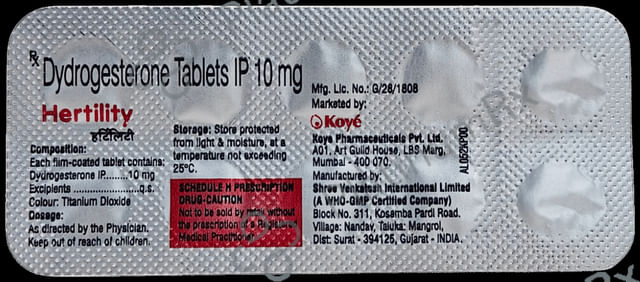 Rx
Dydrogesterone Tablets IP 10 mg
Hertility
हर्टिलिटी
Composition:
Each film-coated tablet contains:
Dydrogesterone IP.......10 mg
Excipients ....................q.s.
Colour: Titanium Dioxide
Dosage:
As directed by the Physician.
Keep out of reach of children.
Storage: Store protected
from light & moisture, at a
temperature not exceeding
25°C.
SCHEDULE H PRESCRIPTION
DRUG-CAUTION
Not to be sold by retail without
the prescription of a Registered
Medical Practitioner
Mfg. Lic. No.: G/28/1808
Marketed by:
Koyé
Koye Pharmaceuticals Pvt. Ltd.
A01, Art Guild House, LBS Marg,
Mumbai - 400 070.
Manufactured by:
Shree Venkatesh International Limited
(A WHO-GMP Certified Company)
Block No. 311, Kosamba Pardi Road.
Village: Nandav, Taluka: Mangrol,
Dist: Surat - 394125, Gujarat - INDIA.